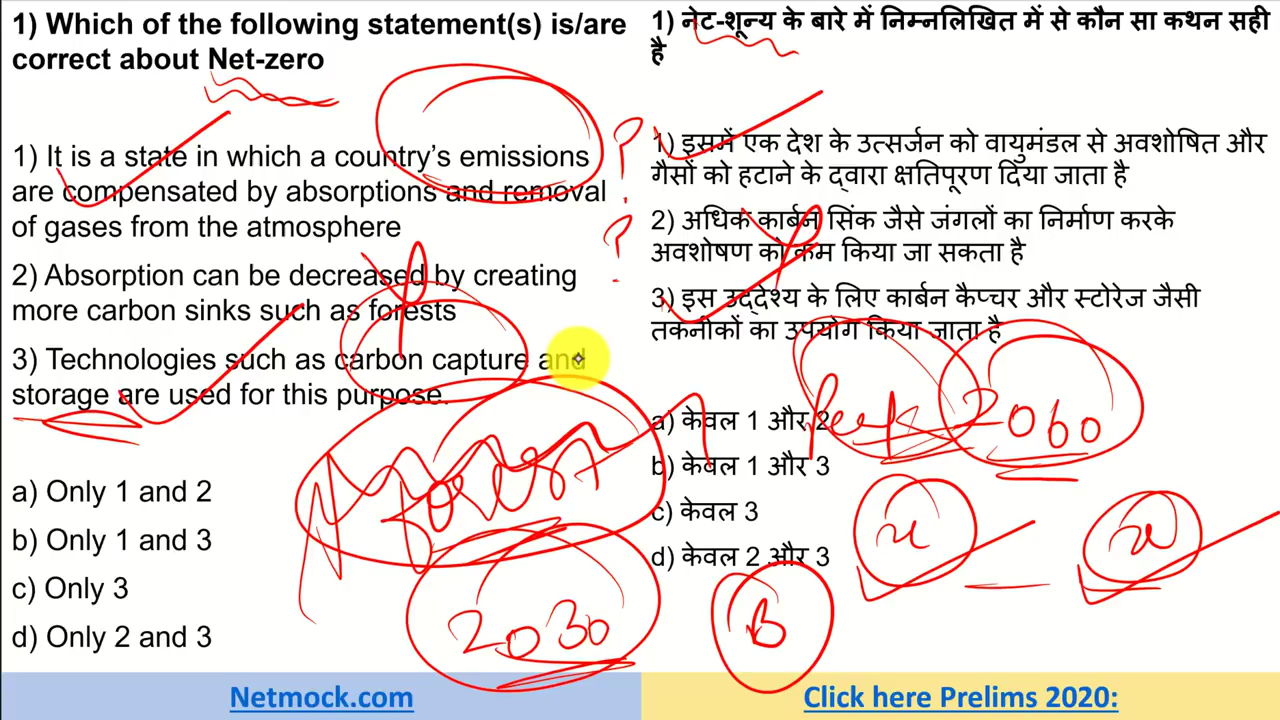 1) Which of the following statement(s) is/are
correct about Net-zero
1) It is a state in which a country's emissions
are compensated by absorptions and removal
of gases from the atmosphere
2) Absorption can be decreased by creating
more carbon sinks such as forests
3) Technologies such as carbon capture and
storage are used for this purpose.
a) Only 1 and 2
b) Only 1 and 3
c) Only 3
d) Only 2 and 3
1) नेट-शून्य के बारे में निम्नलिखित में से कौन सा कथन सही
है
1) इसमें एक देश के उत्सर्जन को वायुमंडल से अवशोषित और
गैसों को हटाने के द्वारा क्षतिपूरण दिया जाता है
2) अधिक कार्बन सिंक जैसे जंगलों का निर्माण करके
अवशोषण को कम किया जा सकता है
3) इस उद्देश्य के लिए कार्बन कैप्चर और स्टोरेज जैसी
तकनीकों का उपयोग किया जाता है
a) केवल 1 और 2
b) केवल 1 और 3
c) केवल 3
d) केवल 2 और 3
?
?
2060
forest
2030
B
Netmock.com
Click here Prelims 2020: